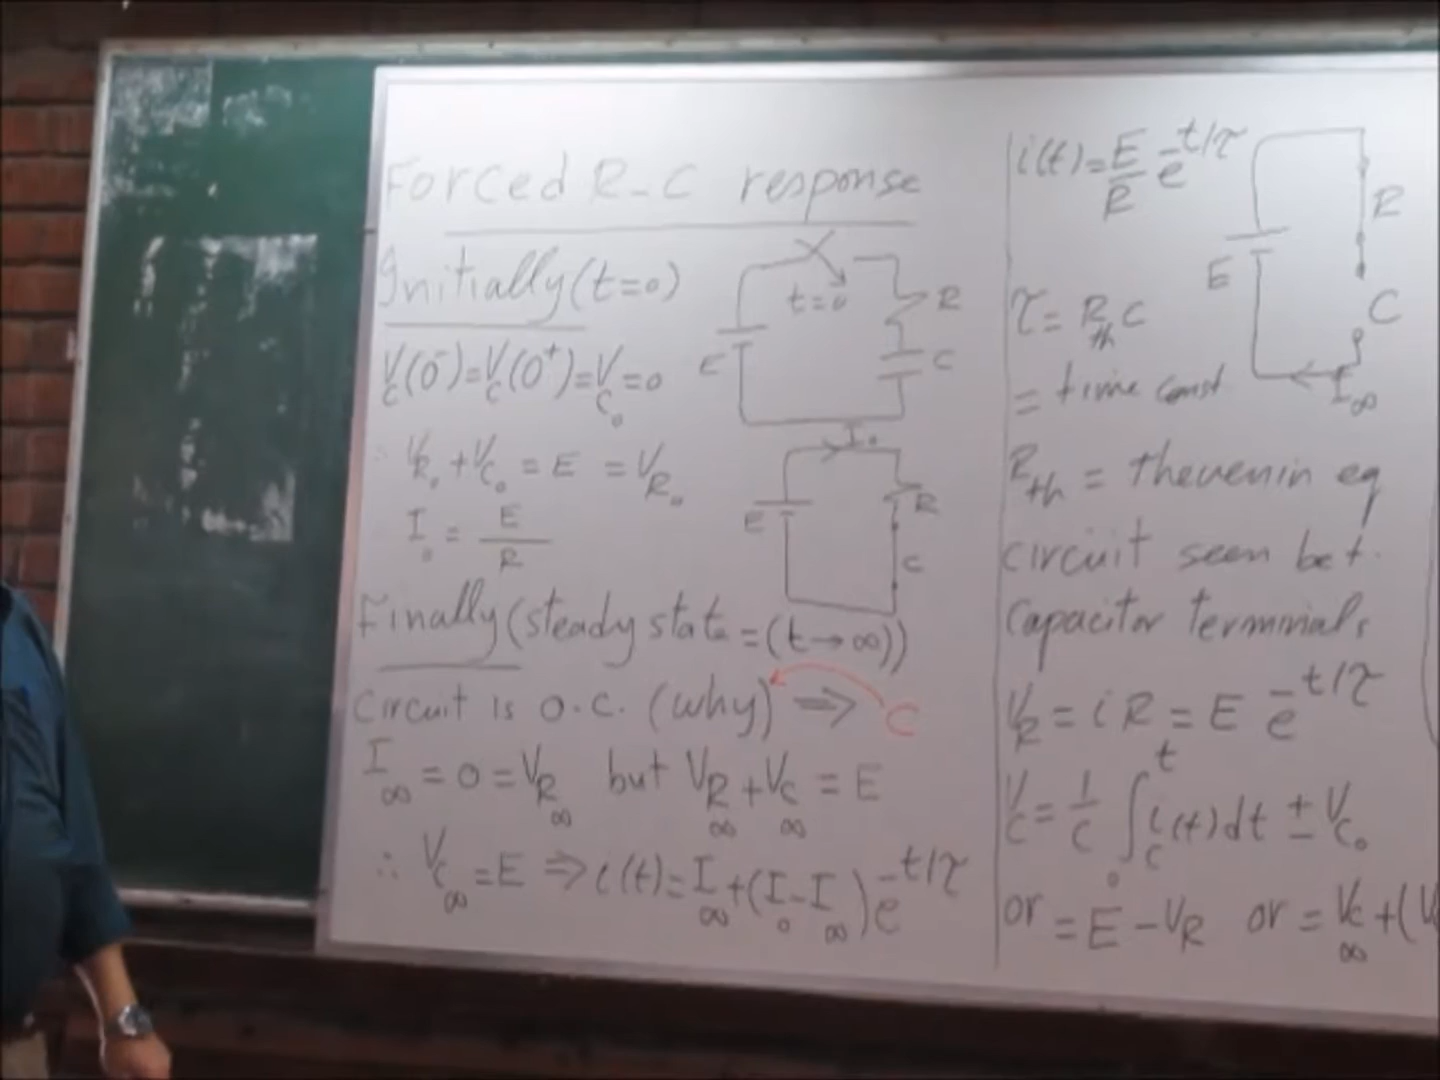 Forced R-C response
Initially (t=0)
t=0
R
C
E
V_C(0⁻)=V_C(0⁺)=V_C₀=0
∴ V_R₀+V_C₀ = E = V_R₀
I₀ = E/R
I₀
E
R
C
Finally (steady state = (t→∞))
Circuit is O.C. (why) ⇒ C
I_∞ = 0 = V_R∞ but V_R∞+V_C∞ = E
∴ V_C∞ = E ⇒ i(t)=I_∞+(I₀-I_∞)e^{-t/τ}
i(t)=E/R e^{-t/τ}
R
E
C
I_∞
τ = R_th C
= time const
R_th = thevenin eq
circuit seen bet.
Capacitor terminals
V_R = iR = E e^{-t/τ}
V_C = 1/C ∫₀^t i_C(t)dt ± V_C₀
or = E - V_R or = V_C∞ +(V